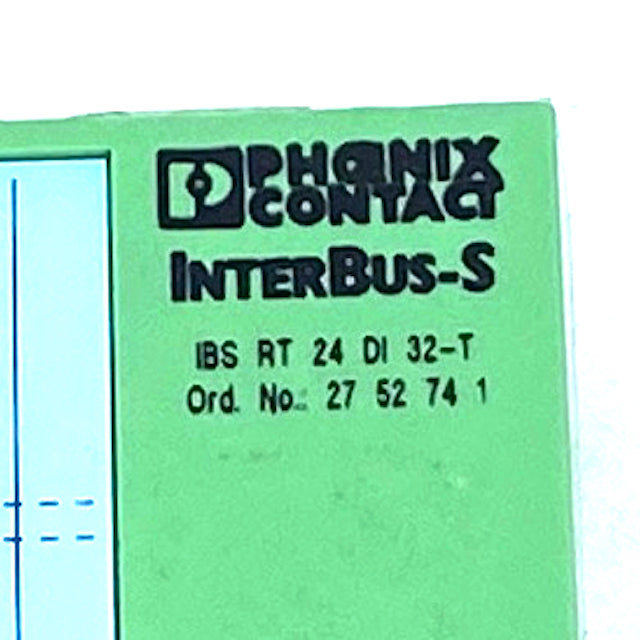 PHŒNIX
CONTACT
INTERBUS-S
IBS RT 24 DI 32-T
Ord. No.: 27 52 74 1